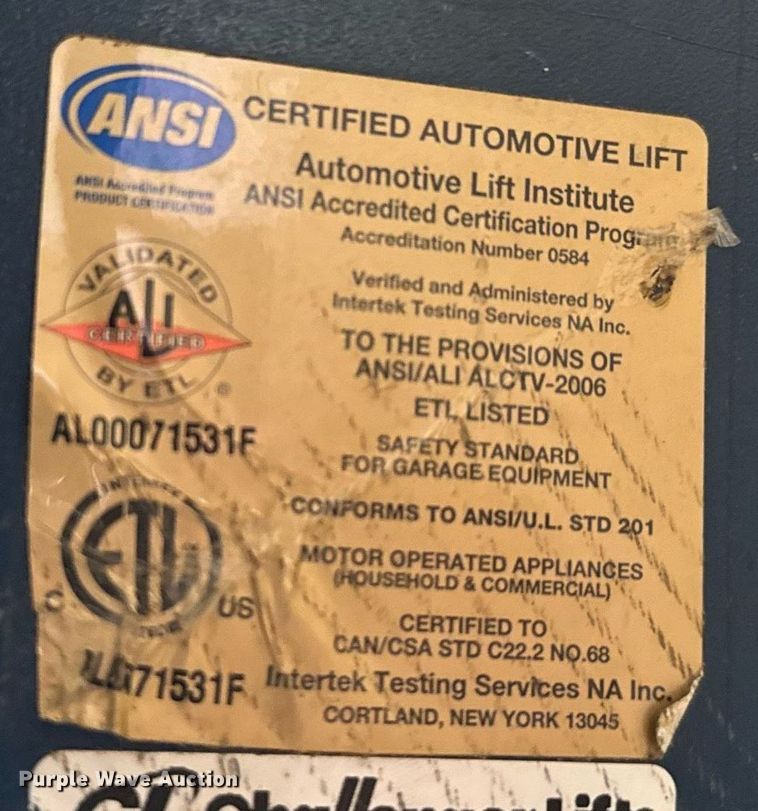 ANSI
ANSI Accredited Program
PRODUCT CERTIFICATION
CERTIFIED AUTOMOTIVE LIFT
Automotive Lift Institute
ANSI Accredited Certification Program
Accreditation Number 0584
VALIDATED
ALI
CERTIFIED
BY ETL ®
AL00071531F
Verified and Administered by
Intertek Testing Services NA Inc.
TO THE PROVISIONS OF
ANSI/ALI ALCTV-2006
ETL LISTED
SAFETY STANDARD
FOR GARAGE EQUIPMENT
CONFORMS TO ANSI/U.L. STD 201
MOTOR OPERATED APPLIANCES
(HOUSEHOLD & COMMERCIAL)
INTERTEK
ETL
C US
71531F
CERTIFIED TO
CAN/CSA STD C22.2 NO.68
Intertek Testing Services NA Inc.
CORTLAND, NEW YORK 13045
Purple Wave Auction
Challenger Lifts